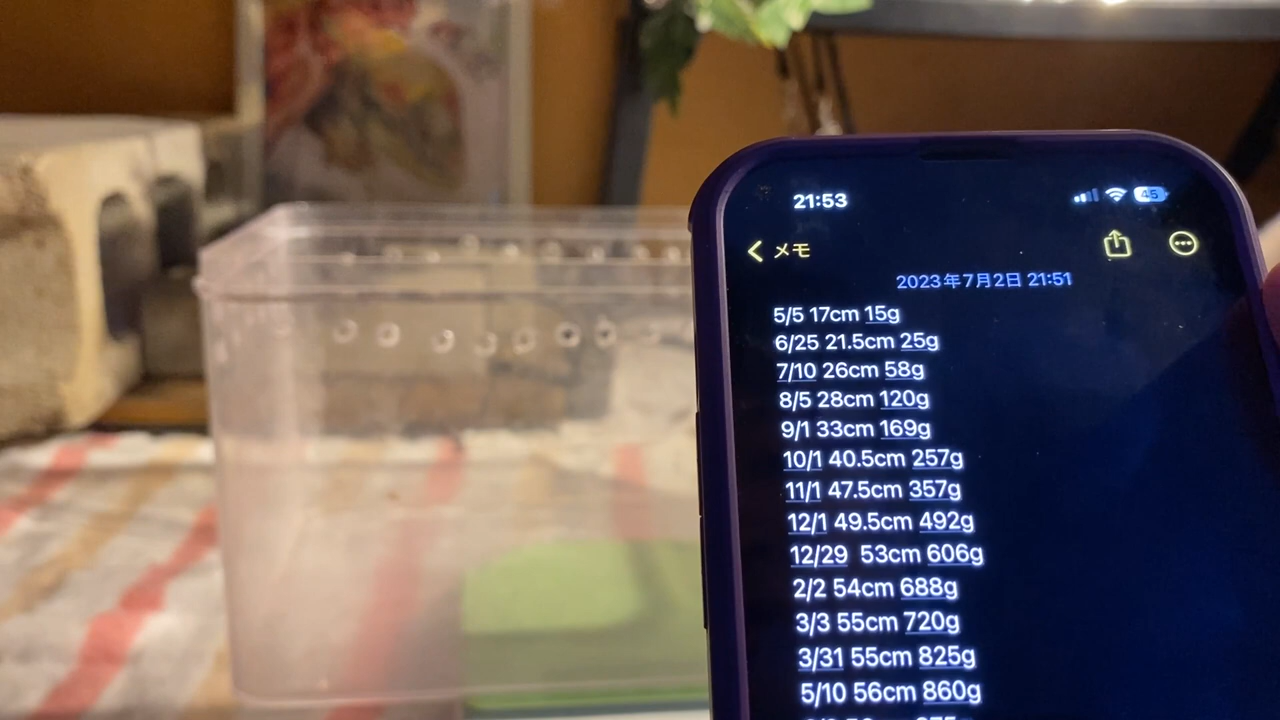 21:53
45
メモ
2023年7月2日 21:51
5/5 17cm 15g
6/25 21.5cm 25g
7/10 26cm 58g
8/5 28cm 120g
9/1 33cm 169g
10/1 40.5cm 257g
11/1 47.5cm 357g
12/1 49.5cm 492g
12/29 53cm 606g
2/2 54cm 688g
3/3 55cm 720g
3/31 55cm 825g
5/10 56cm 860g